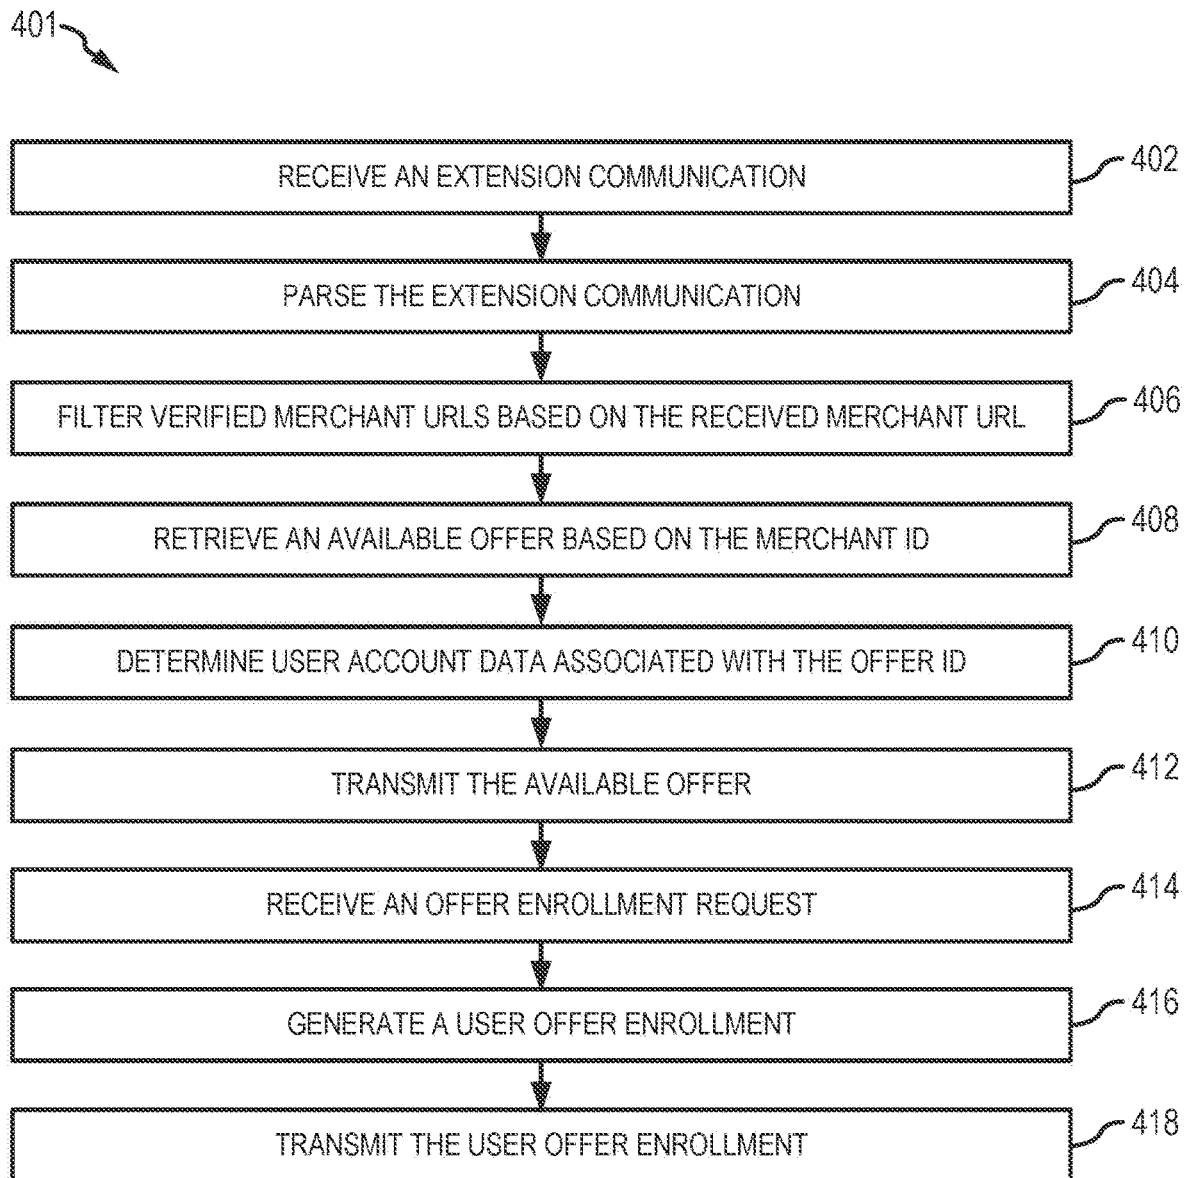 401
RECEIVE AN EXTENSION COMMUNICATION
402
PARSE THE EXTENSION COMMUNICATION
404
FILTER VERIFIED MERCHANT URLS BASED ON THE RECEIVED MERCHANT URL
406
RETRIEVE AN AVAILABLE OFFER BASED ON THE MERCHANT ID
408
DETERMINE USER ACCOUNT DATA ASSOCIATED WITH THE OFFER ID
410
TRANSMIT THE AVAILABLE OFFER
412
RECEIVE AN OFFER ENROLLMENT REQUEST
414
GENERATE A USER OFFER ENROLLMENT
416
TRANSMIT THE USER OFFER ENROLLMENT
418